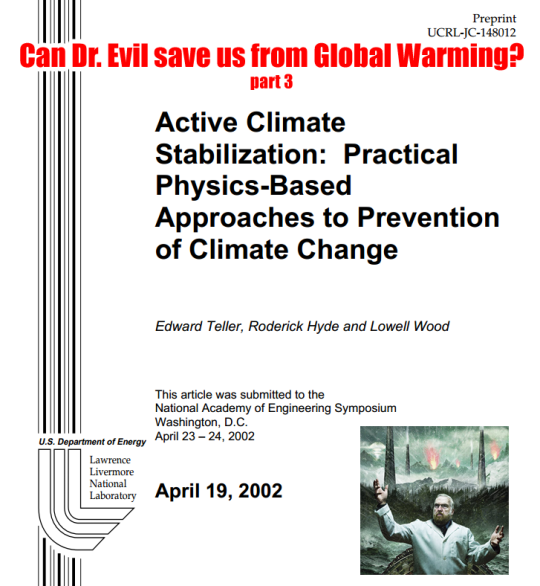 Preprint
UCRL-JC-148012
Can Dr. Evil save us from Global Warming?
part 3
Active Climate
Stabilization: Practical
Physics-Based
Approaches to Prevention
of Climate Change
Edward Teller, Roderick Hyde and Lowell Wood
This article was submitted to the
National Academy of Engineering Symposium
Washington, D.C.
April 23 – 24, 2002
U.S. Department of Energy
Lawrence
Livermore
National
Laboratory
April 19, 2002